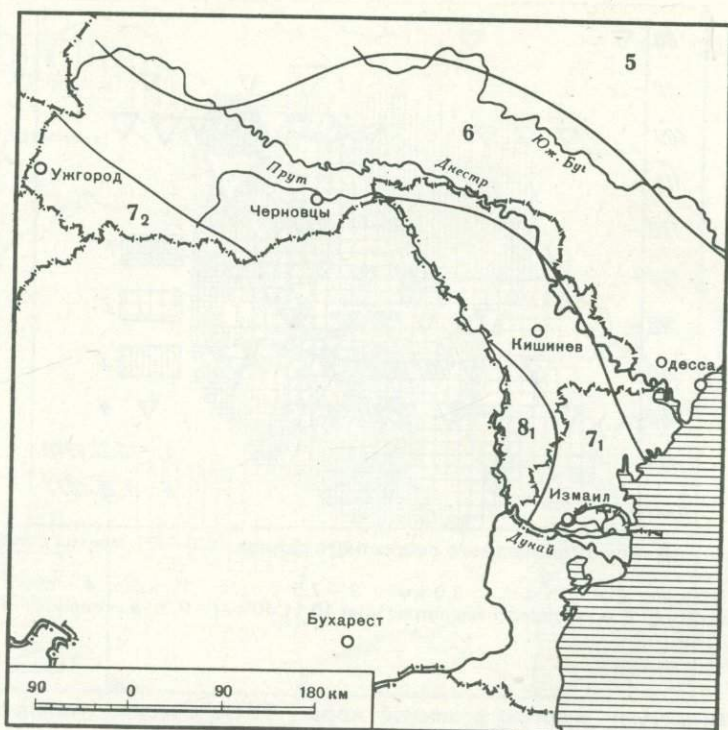 5
6
Юж. Буг
Ужгород
Прут
Днестр
7₂
Черновцы
Кишинев
Одесса
8₁
7₁
Измаил
Дунай
Бухарест
90 0 90 180 км